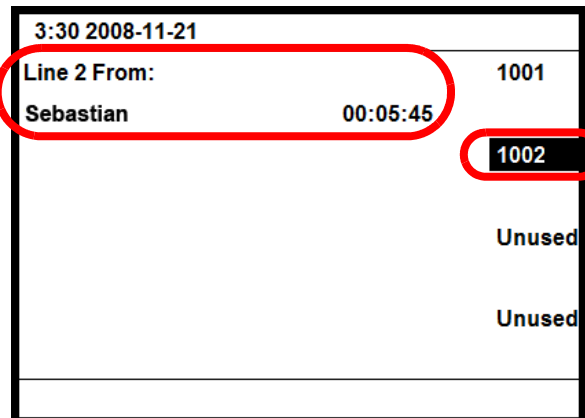 3:30 2008-11-21
Line 2 From:
1001
Sebastian 00:05:45
1002
Unused
Unused